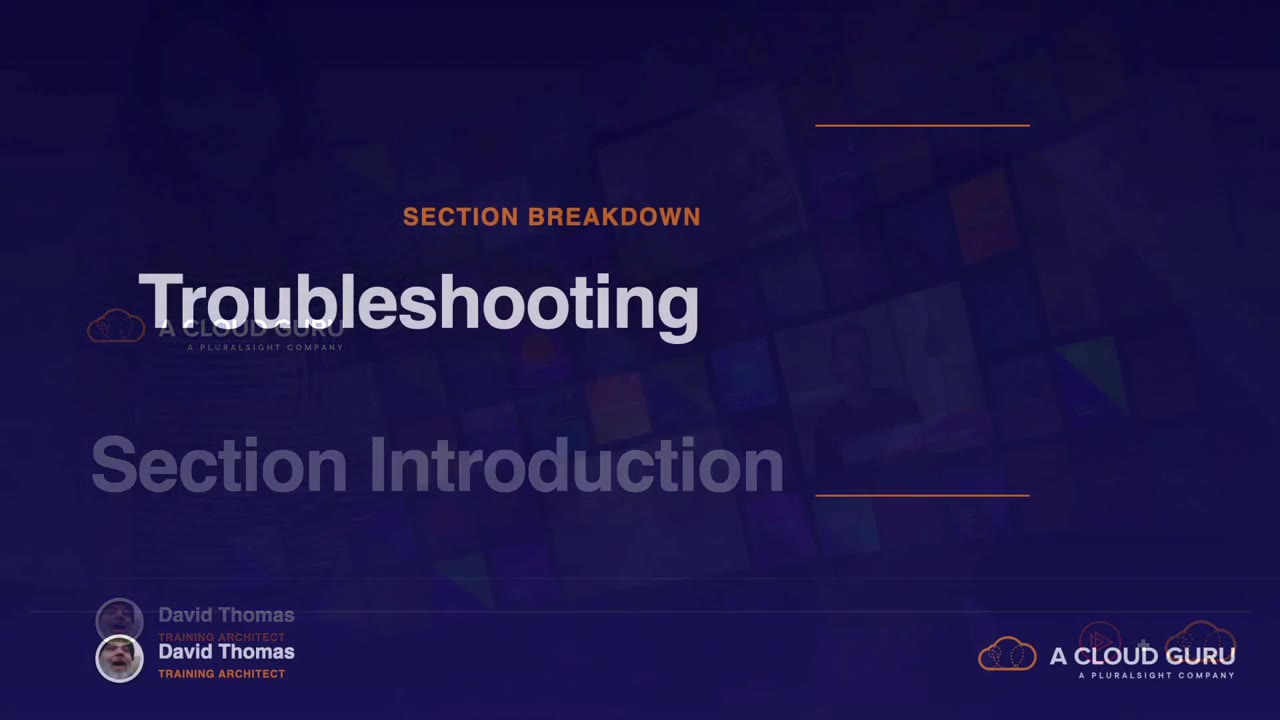 SECTION BREAKDOWN
Troubleshooting
A CLOUD GURU
A PLURALSIGHT COMPANY
Section Introduction
David Thomas
TRAINING ARCHITECT
David Thomas
TRAINING ARCHITECT
A CLOUD GURU
A PLURALSIGHT COMPANY